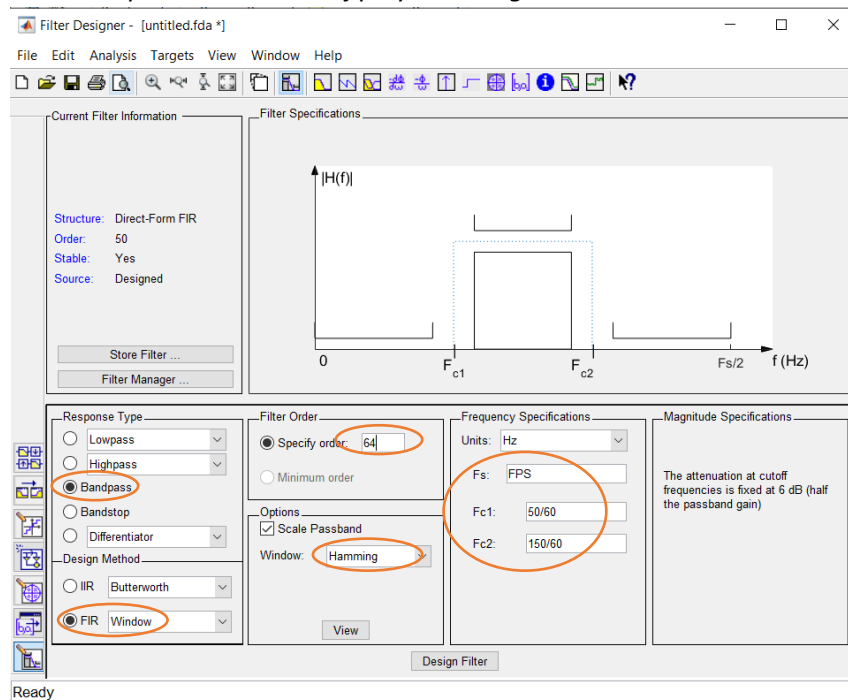 Filter Designer - [untitled.fda *]
File Edit Analysis Targets View Window Help
Current Filter Information
Structure: Direct-Form FIR
Order: 50
Stable: Yes
Source: Designed
Store Filter ...
Filter Manager ...
Filter Specifications
|H(f)|
0 Fc1 Fc2 Fs/2 f (Hz)
Response Type
Lowpass
Highpass
Bandpass
Bandstop
Differentiator
Design Method
IIR Butterworth
FIR Window
Filter Order
Specify order: 64
Minimum order
Options
Scale Passband
Window: Hamming
View
Frequency Specifications
Units: Hz
Fs: FPS
Fc1: 50/60
Fc2: 150/60
Magnitude Specifications
The attenuation at cutoff
frequencies is fixed at 6 dB (half
the passband gain)
Design Filter
Ready